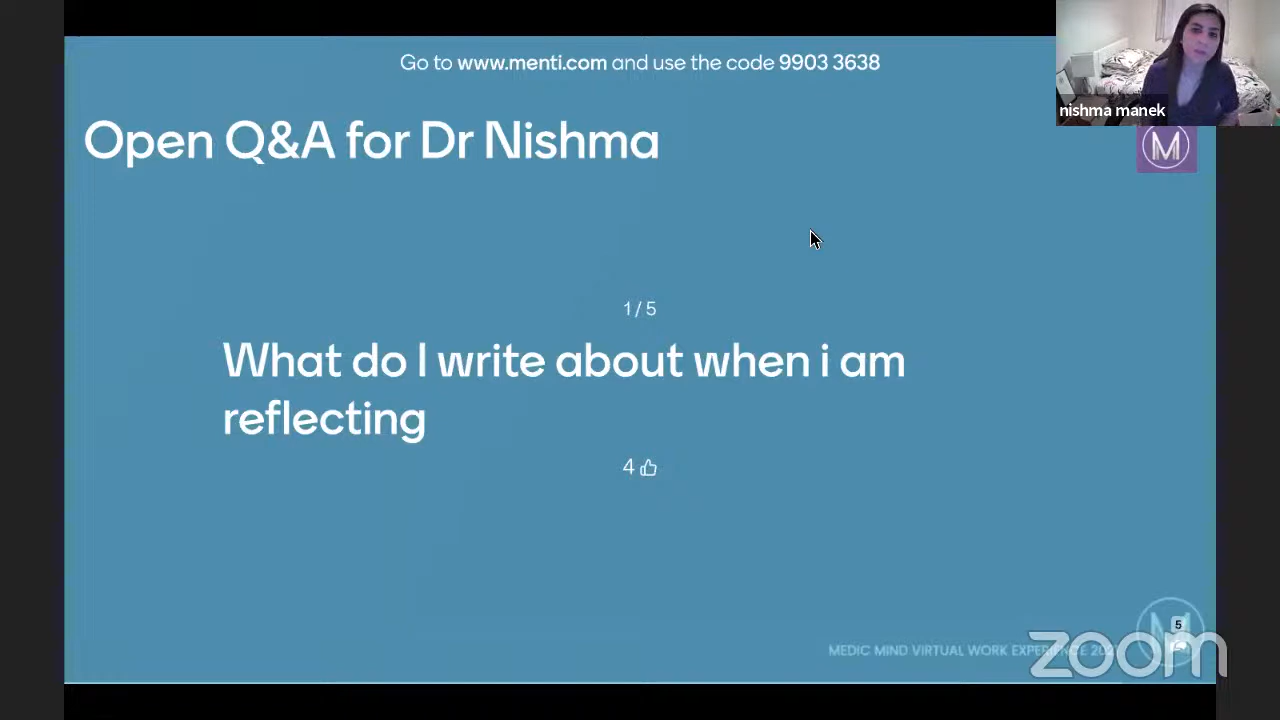 Go to www.menti.com and use the code 9903 3638
nishma manek
Open Q&A for Dr Nishma
M
1 / 5
What do I write about when i am
reflecting
4
5
MEDIC MIND VIRTUAL WORK EXPERIENCE
zoom